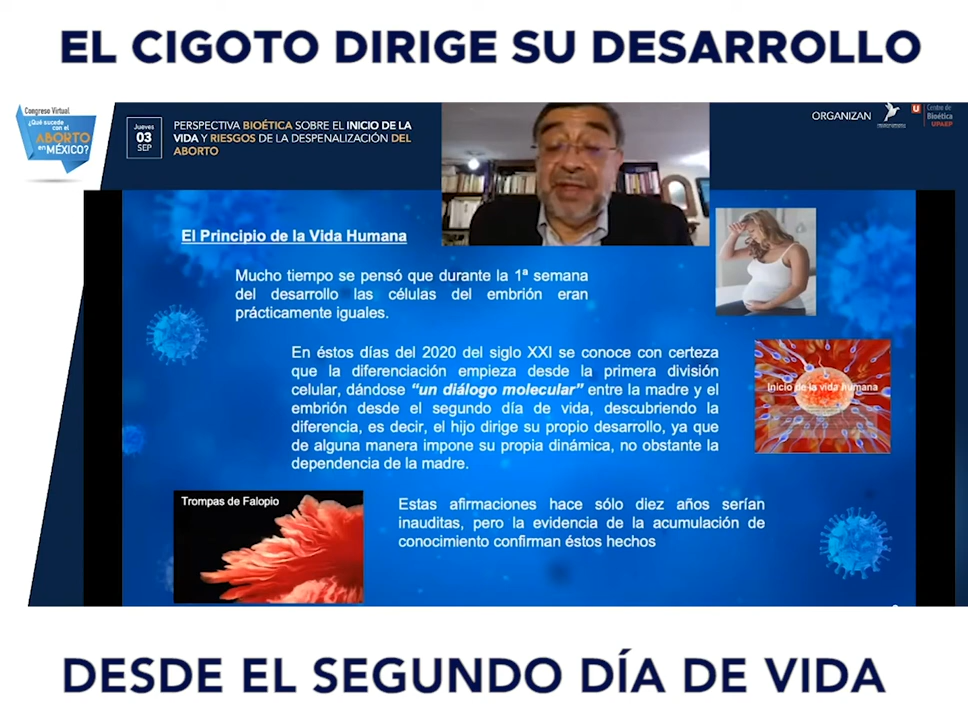 EL CIGOTO DIRIGE SU DESARROLLO
Congreso Virtual
¿Qué sucede
con el
ABORTO
en MÉXICO?
Jueves
03
SEP
PERSPECTIVA BIOÉTICA SOBRE EL INICIO DE LA
VIDA Y RIESGOS DE LA DESPENALIZACIÓN DEL
ABORTO
ORGANIZAN
Centro de
Bioética
UPAEP
El Principio de la Vida Humana
Mucho tiempo se pensó que durante la 1ª semana
del desarrollo las células del embrión eran
prácticamente iguales.
En éstos días del 2020 del siglo XXI se conoce con certeza
que la diferenciación empieza desde la primera división
celular, dándose “un diálogo molecular” entre la madre y el
embrión desde el segundo día de vida, descubriendo la
diferencia, es decir, el hijo dirige su propio desarrollo, ya que
de alguna manera impone su propia dinámica, no obstante la
dependencia de la madre.
Inicio de la vida humana
Trompas de Falopio
Estas afirmaciones hace sólo diez años serían
inauditas, pero la evidencia de la acumulación de
conocimiento confirman éstos hechos
DESDE EL SEGUNDO DÍA DE VIDA